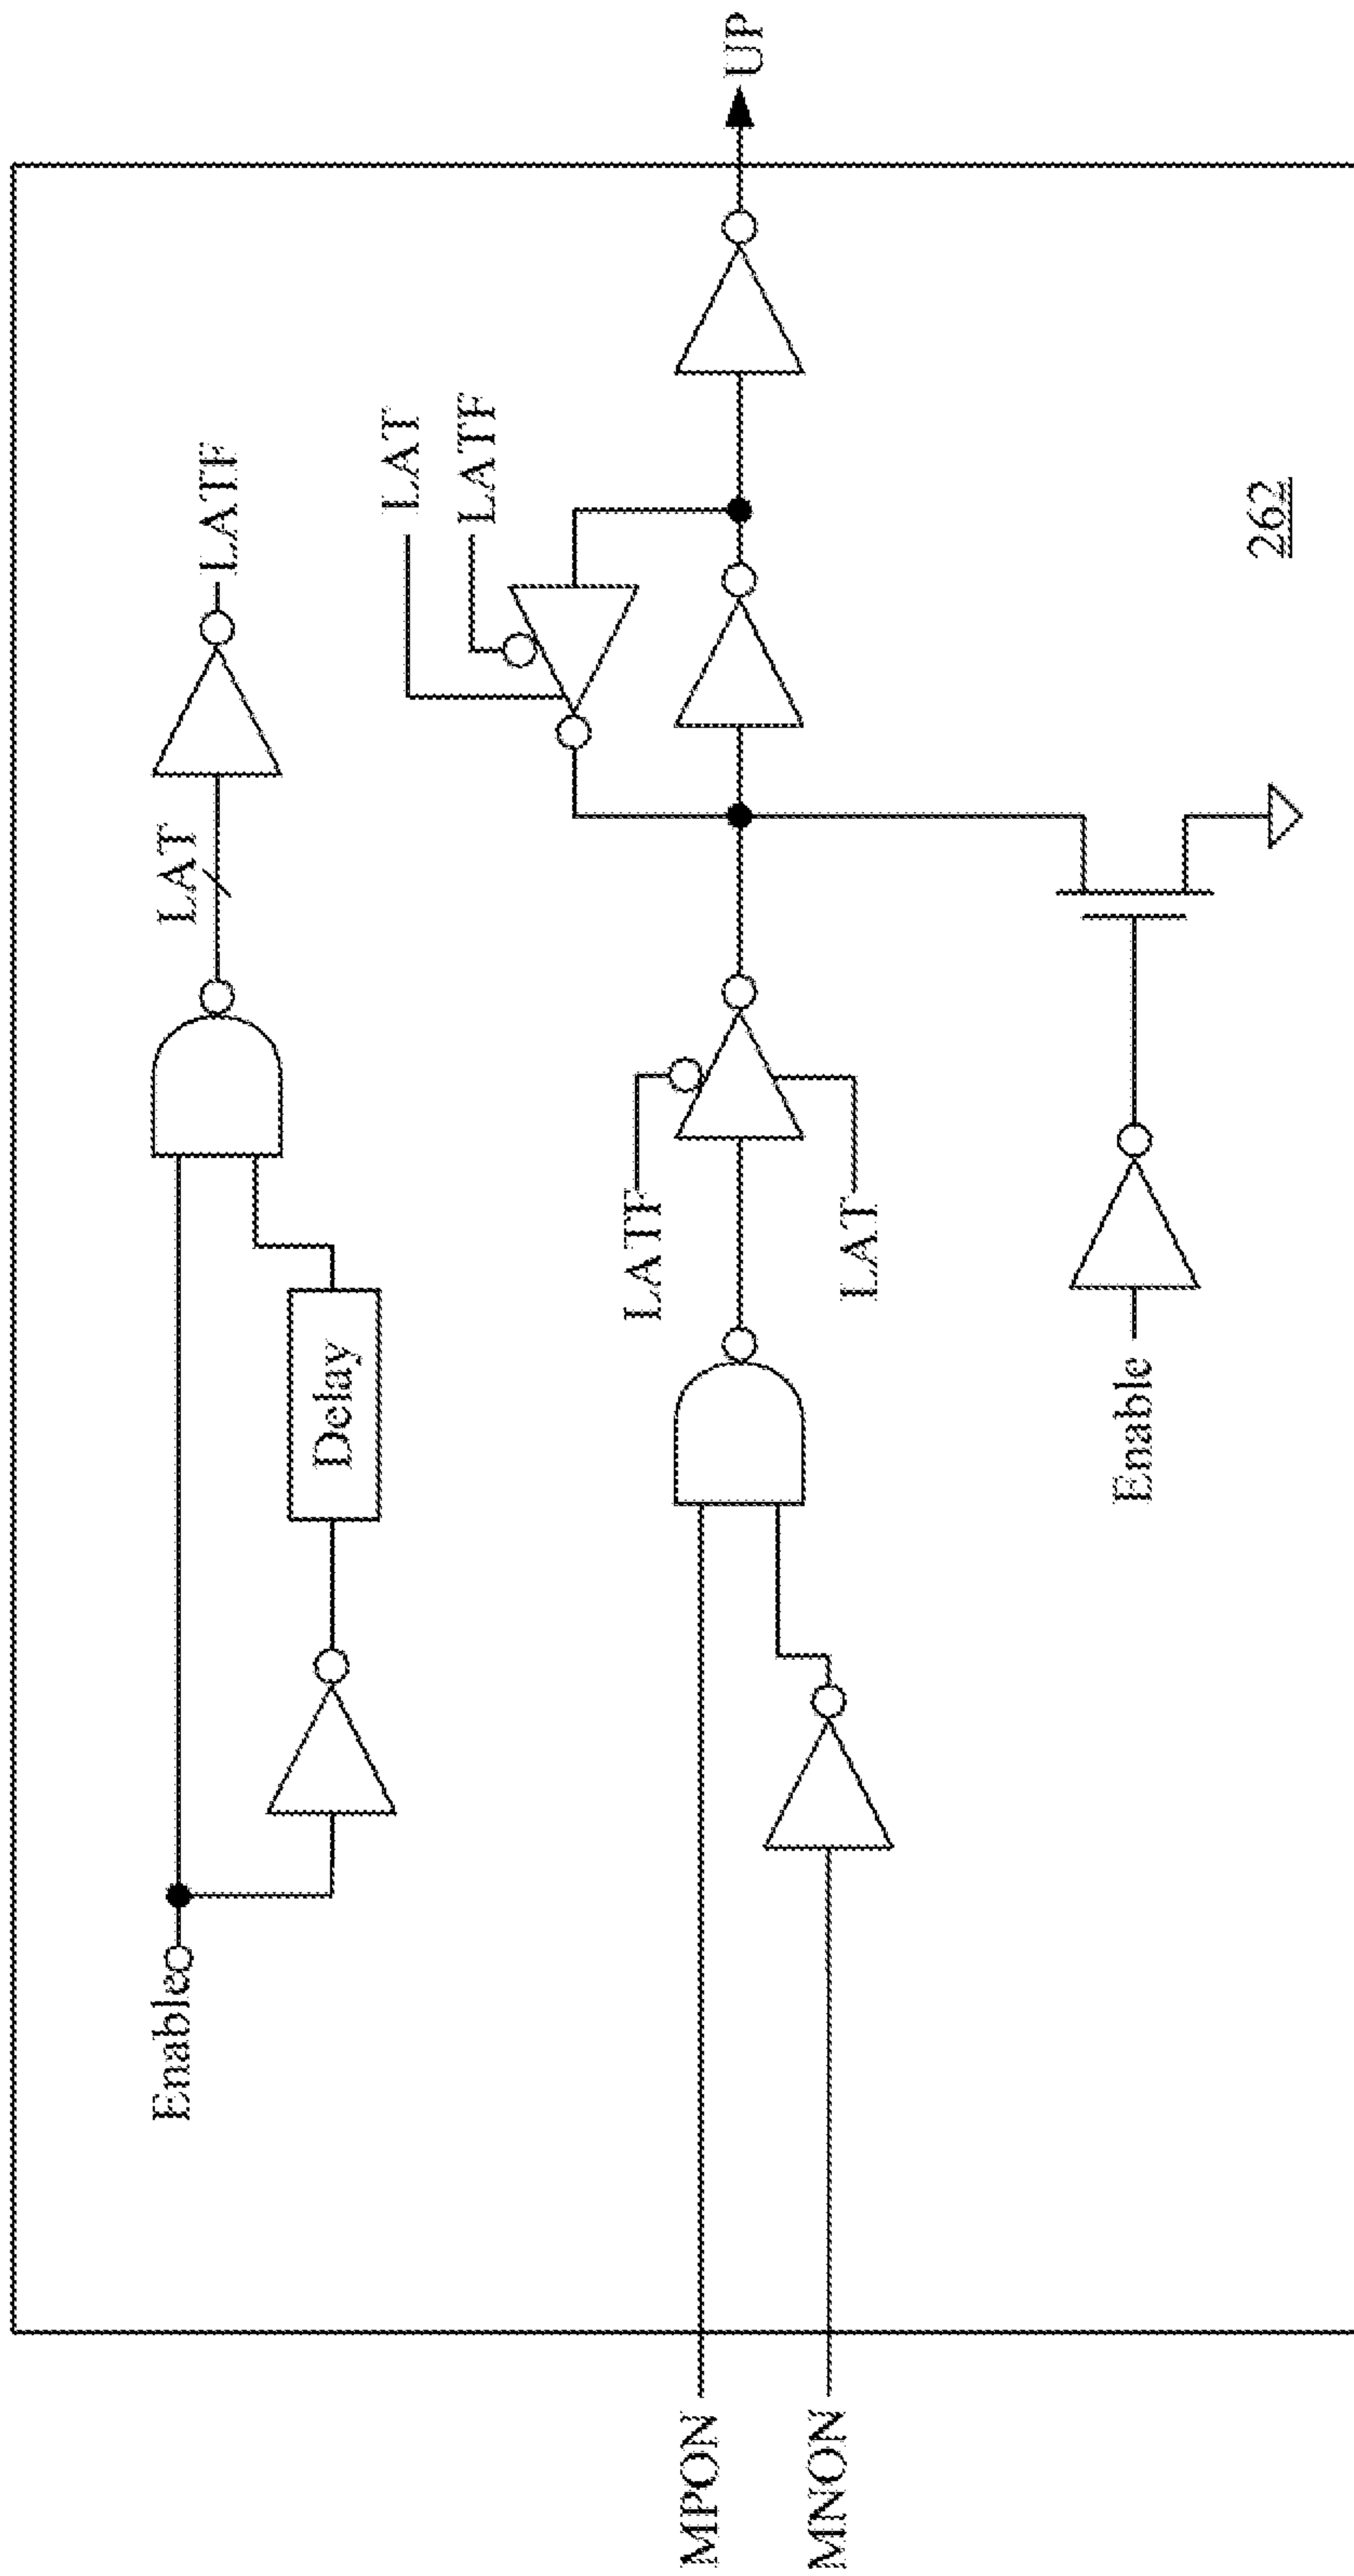 Enable
LAT
LATF
Delay
LAT
LATF
MPON
MNON
LATF
LAT
UP
Enable
262